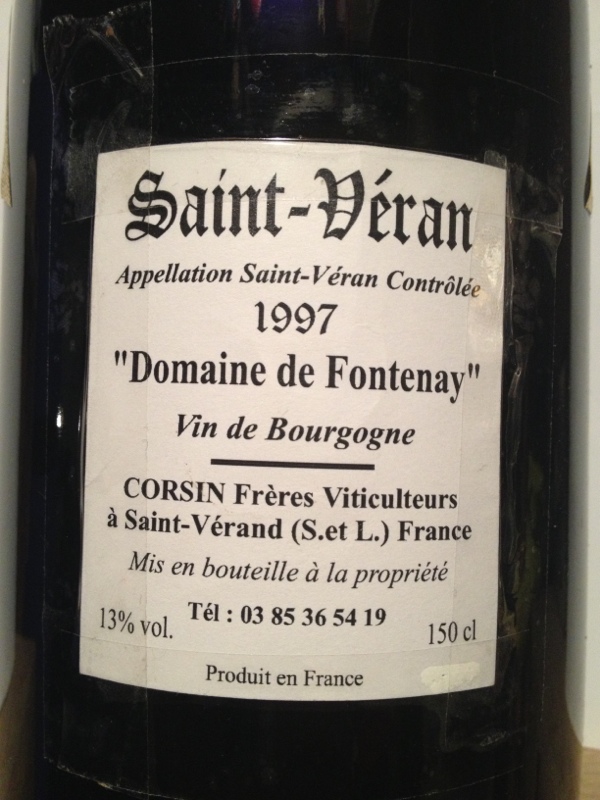 Saint-Véran
Appellation Saint-Véran Contrôlée
1997
"Domaine de Fontenay"
Vin de Bourgogne
CORSIN Frères Viticulteurs
à Saint-Vérand (S.et L.) France
Mis en bouteille à la propriété
13% vol. Tél : 03 85 36 54 19 150 cl
Produit en France